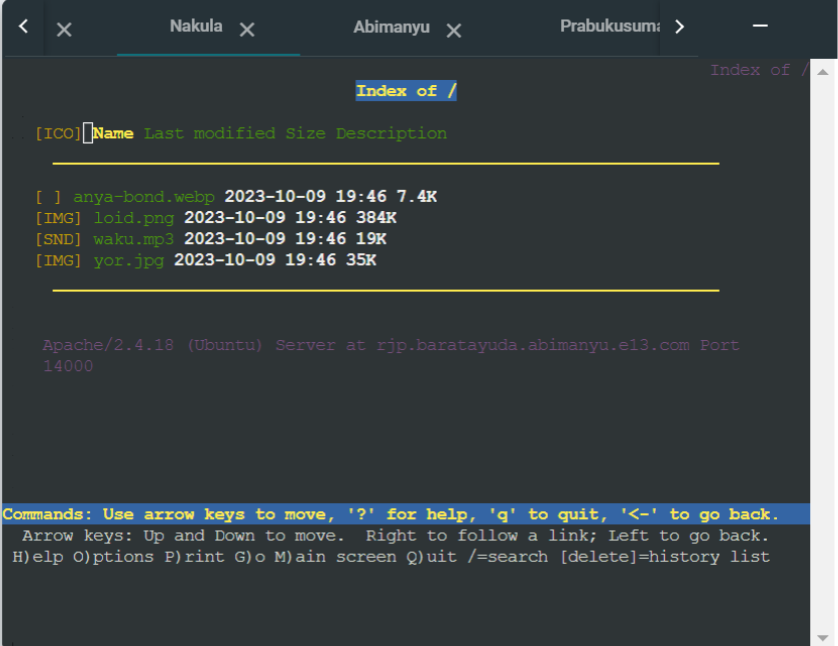 Nakula Abimanyu Prabukusuma
Index of /
Index of /
[ICO] Name Last modified Size Description
[ ] anya-bond.webp 2023-10-09 19:46 7.4K
[IMG] loid.png 2023-10-09 19:46 384K
[SND] waku.mp3 2023-10-09 19:46 19K
[IMG] yor.jpg 2023-10-09 19:46 35K
Apache/2.4.18 (Ubuntu) Server at rjp.baratayuda.abimanyu.e13.com Port
14000
Commands: Use arrow keys to move, '?' for help, 'q' to quit, '<-' to go back.
Arrow keys: Up and Down to move.  Right to follow a link; Left to go back.
H)elp O)ptions P)rint G)o M)ain screen Q)uit /=search [delete]=history list